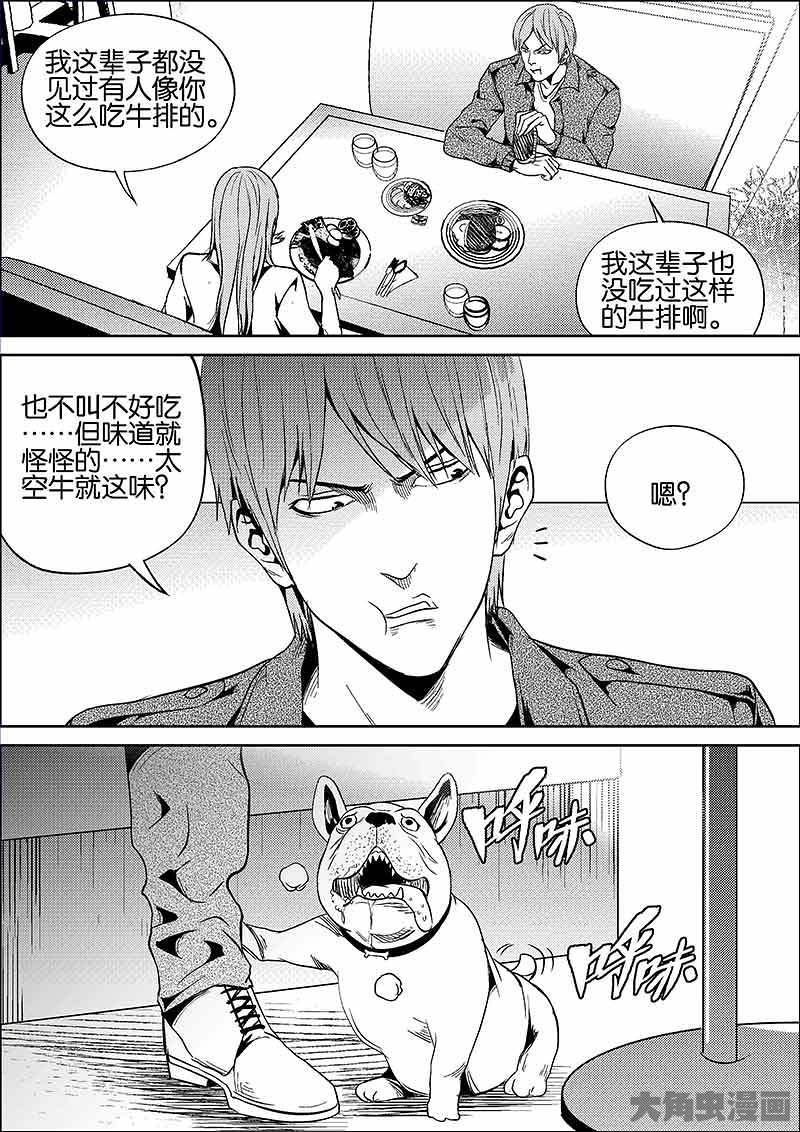 我这辈子都没
见过有人像你
这么吃牛排的。
我这辈子也
没吃过这样
的牛排啊。
也不叫不好吃
……但味道就
怪怪的……太
空牛就这味？
嗯？
呼哧
呼哧
大角虫漫画